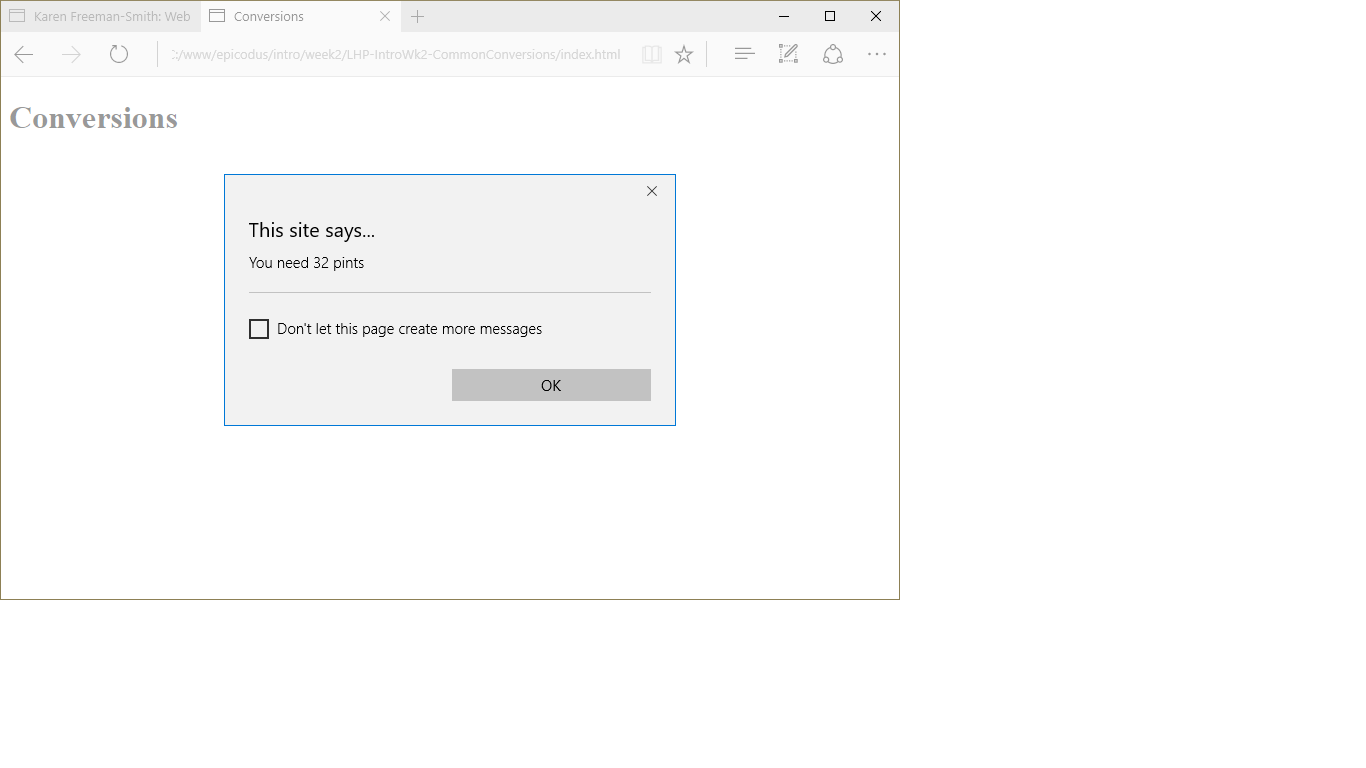 Karen Freeman-Smith: Web
Conversions
:/www/epicodus/intro/week2/LHP-IntroWk2-CommonConversions/index.html
Conversions
This site says...
You need 32 pints
Don't let this page create more messages
OK